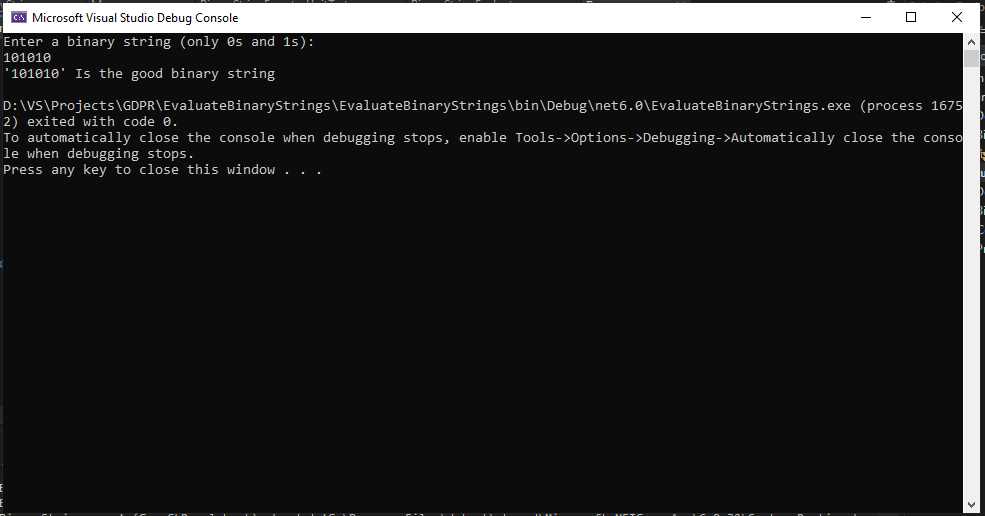 Microsoft Visual Studio Debug Console
Enter a binary string (only 0s and 1s):
101010
'101010' Is the good binary string
D:\VS\Projects\GDPR\EvaluateBinaryStrings\EvaluateBinaryStrings\bin\Debug\net6.0\EvaluateBinaryStrings.exe (process 1675
2) exited with code 0.
To automatically close the console when debugging stops, enable Tools->Options->Debugging->Automatically close the conso
le when debugging stops.
Press any key to close this window . . .